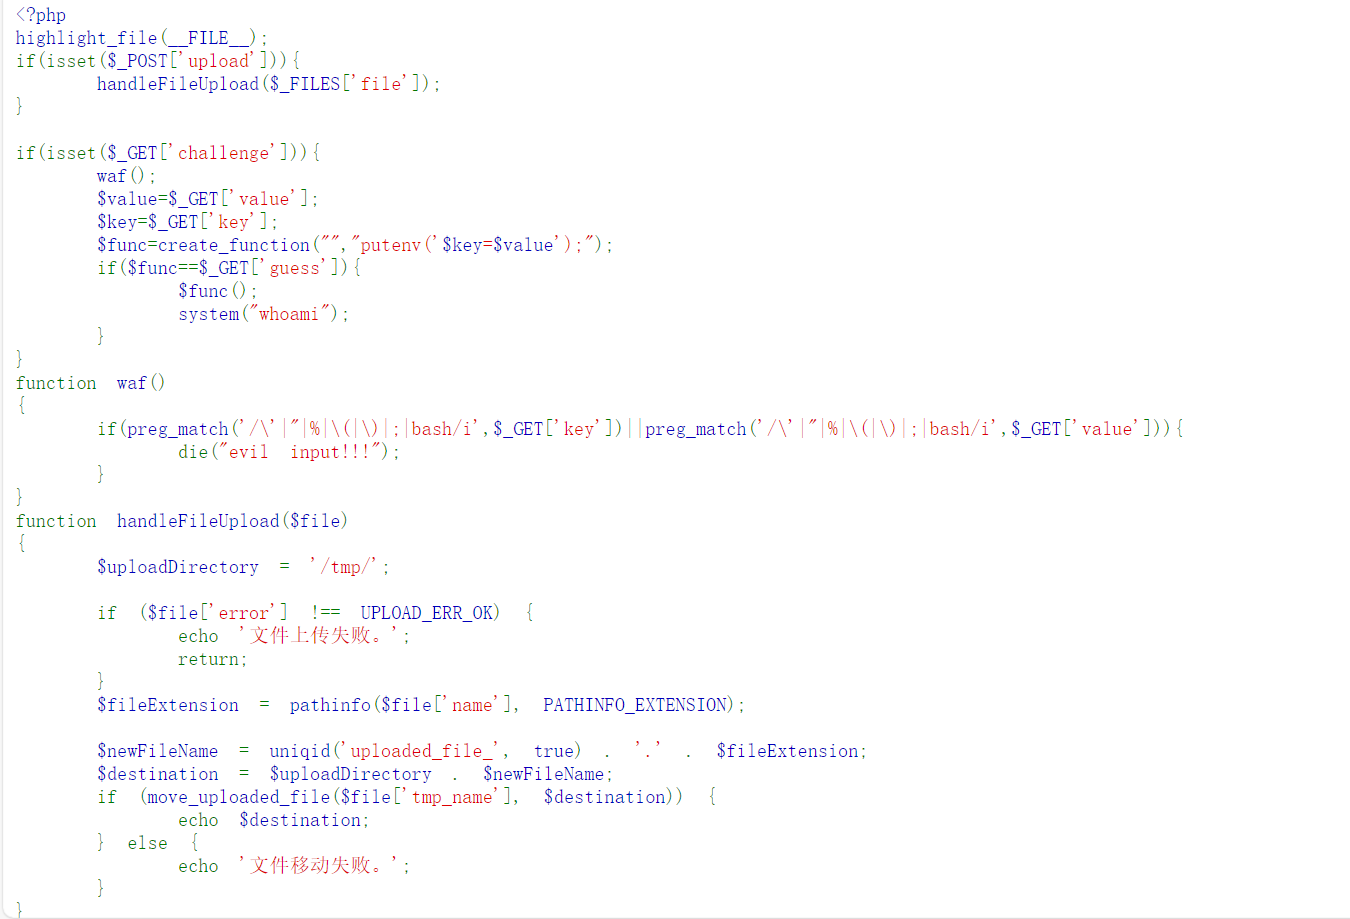 <?php
highlight_file(__FILE__);
if(isset($_POST['upload'])){
        handleFileUpload($_FILES['file']);
}

if(isset($_GET['challenge'])){
        waf();
        $value=$_GET['value'];
        $key=$_GET['key'];
        $func=create_function("","putenv('$key=$value');");
        if($func==$_GET['guess']){
                $func();
                system("whoami");
        }
}
function  waf()
{
        if(preg_match('/\'|"|%|\(|\)|;|bash/i',$_GET['key'])||preg_match('/\'|"|%|\(|\)|;|bash/i',$_GET['value'])){
                die("evil  input!!!");
        }
}
function  handleFileUpload($file)
{
        $uploadDirectory  =  '/tmp/';

        if  ($file['error']  !==  UPLOAD_ERR_OK)  {
                echo  '文件上传失败。';
                return;
        }
        $fileExtension  =  pathinfo($file['name'],  PATHINFO_EXTENSION);

        $newFileName  =  uniqid('uploaded_file_',  true)  .  '.'  .  $fileExtension;
        $destination  =  $uploadDirectory  .  $newFileName;
        if  (move_uploaded_file($file['tmp_name'],  $destination))  {
                echo  $destination;
        }  else  {
                echo  '文件移动失败。';
        }
}